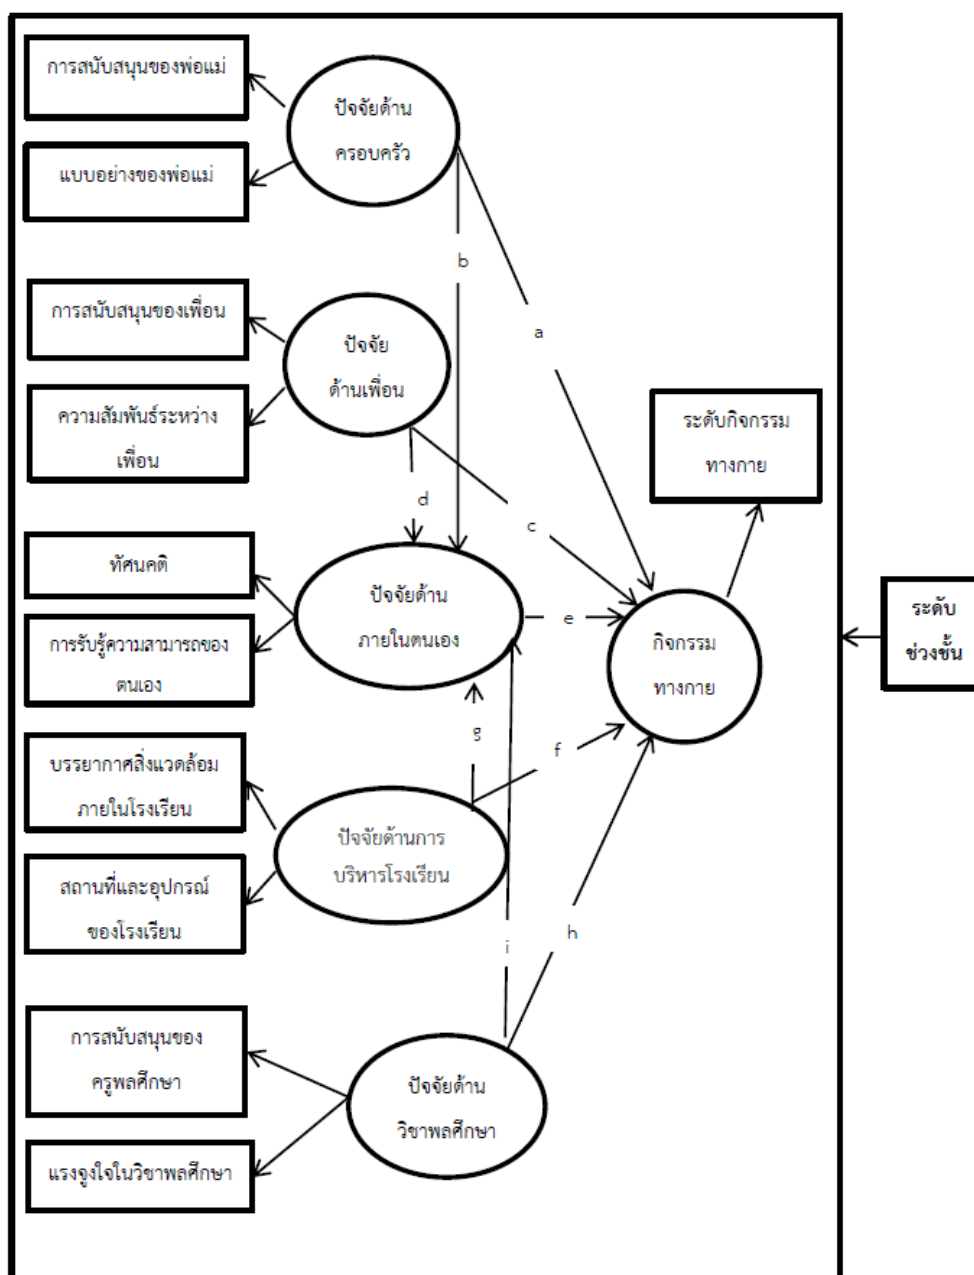 การสนับสนุนของพ่อแม่
ปัจจัยด้าน
ครอบครัว
แบบอย่างของพ่อแม่
b
การสนับสนุนของเพื่อน
ปัจจัย
ด้านเพื่อน
a
ความสัมพันธ์ระหว่าง
เพื่อน
ระดับกิจกรรม
ทางกาย
d
c
ทัศนคติ
ปัจจัยด้าน
ภายในตนเอง
e
การรับรู้ความสามารถของ
ตนเอง
กิจกรรม
ทางกาย
ระดับ
ช่วงชั้น
g
f
บรรยากาศสิ่งแวดล้อม
ภายในโรงเรียน
ปัจจัยด้านการ
บริหารโรงเรียน
สถานที่และอุปกรณ์
ของโรงเรียน
i
h
การสนับสนุนของ
ครูพลศึกษา
ปัจจัยด้าน
วิชาพลศึกษา
แรงจูงใจในวิชาพลศึกษา